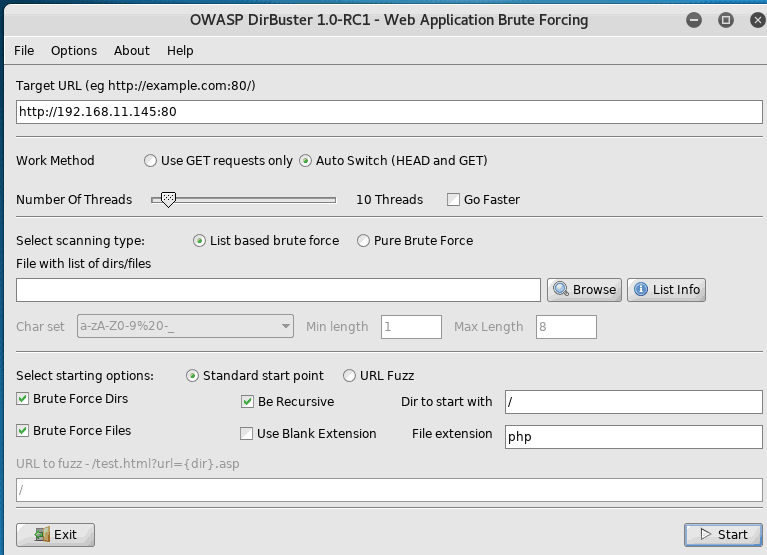 OWASP DirBuster 1.0-RC1 - Web Application Brute Forcing
File Options About Help
Target URL (eg http://example.com:80/)
http://192.168.11.145:80
Work Method Use GET requests only Auto Switch (HEAD and GET)
Number Of Threads 10 Threads Go Faster
Select scanning type: List based brute force Pure Brute Force
File with list of dirs/files
Browse List Info
Char set a-zA-Z0-9%20-_ Min length 1 Max Length 8
Select starting options: Standard start point URL Fuzz
Brute Force Dirs Be Recursive Dir to start with /
Brute Force Files Use Blank Extension File extension php
URL to fuzz - /test.html?url={dir}.asp
/
Exit Start